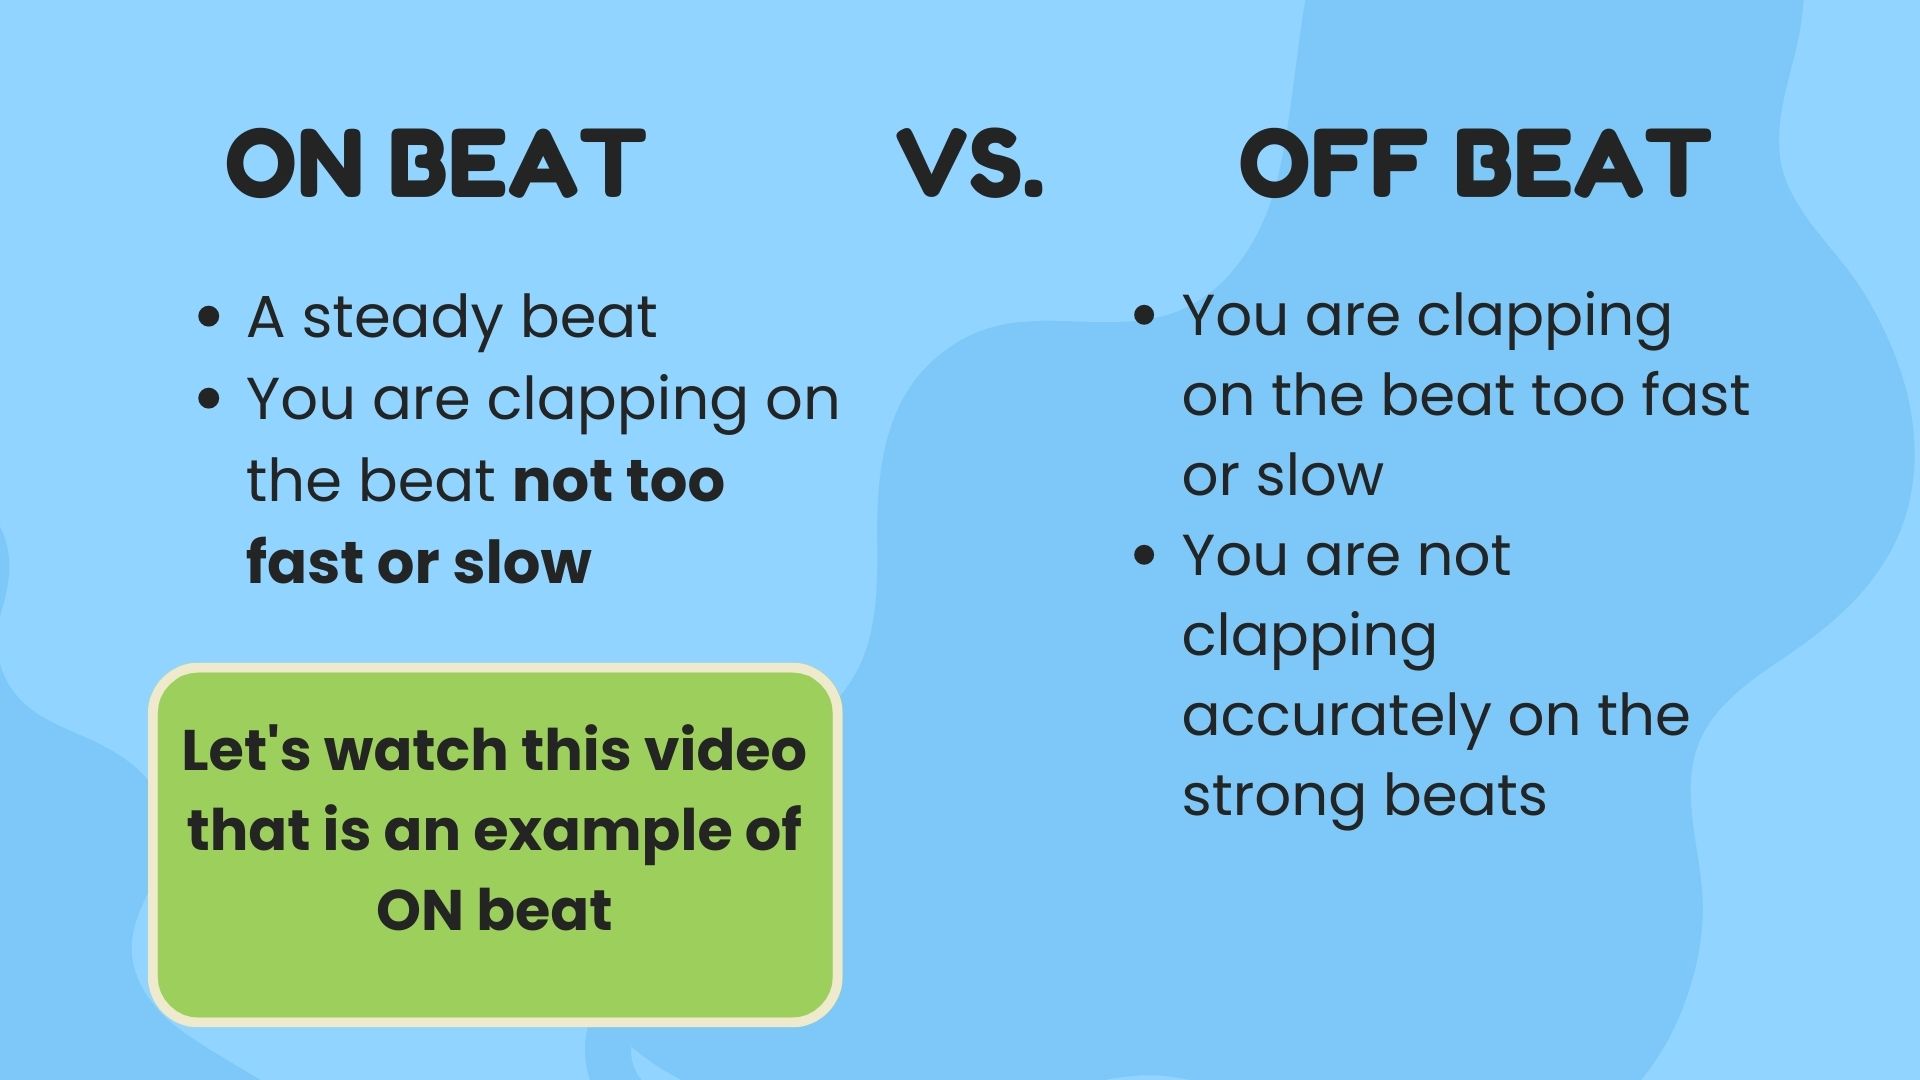 ON BEAT VS. OFF BEAT
• A steady beat
• You are clapping on
the beat not too
fast or slow
Let's watch this video
that is an example of
ON beat
• You are clapping
on the beat too fast
or slow
• You are not
clapping
accurately on the
strong beats